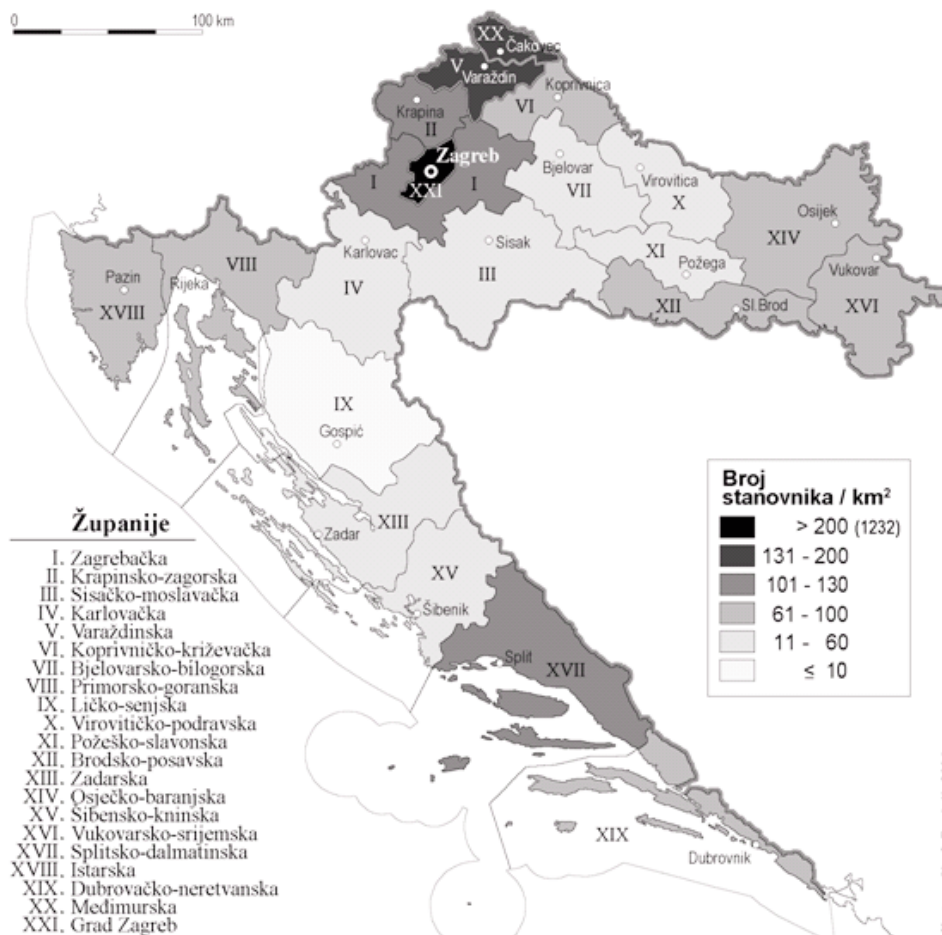 0 100 km
XX
Čakovec
V
Varaždin
Koprivnica
VI
Krapina
II
Zagreb
I
XXI
I
Bjelovar
VII
Virovitica
X
Osijek
XIV
Karlovac
IV
Sisak
III
XI
Požega
Vukovar
XVI
XII
Sl.Brod
Pazin
XVIII
Rijeka
VIII
IX
Gospić
XIII
Zadar
XV
Šibenik
Split
XVII
XIX
Dubrovnik
Broj
stanovnika / km²
> 200 (1232)
131 - 200
101 - 130
61 - 100
11 - 60
≤ 10
Županije
I. Zagrebačka
II. Krapinsko-zagorska
III. Sisačko-moslavačka
IV. Karlovačka
V. Varaždinska
VI. Koprivničko-križevačka
VII. Bjelovarsko-bilogorska
VIII. Primorsko-goranska
IX. Ličko-senjska
X. Virovitičko-podravska
XI. Požeško-slavonska
XII. Brodsko-posavska
XIII. Zadarska
XIV. Osječko-baranjska
XV. Šibensko-kninska
XVI. Vukovarsko-srijemska
XVII. Splitsko-dalmatinska
XVIII. Istarska
XIX. Dubrovačko-neretvanska
XX. Međimurska
XXI. Grad Zagreb